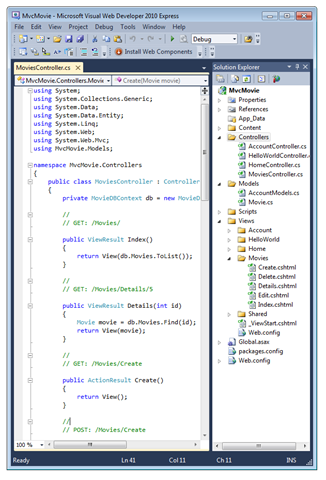 MvcMovie - Microsoft Visual Web Developer 2010 Express
File Edit View Project Debug Data Tools Window Help
Debug
Install Web Components
MoviesController.cs
MvcMovie.Controllers.Movie
Create(Movie movie)
using System;
using System.Collections.Generic;
using System.Data;
using System.Data.Entity;
using System.Linq;
using System.Web;
using System.Web.Mvc;
using MvcMovie.Models;
namespace MvcMovie.Controllers
{
public class MoviesController : Controller
{
private MovieDBContext db = new MovieD
//
// GET: /Movies/
public ViewResult Index()
{
return View(db.Movies.ToList());
}
//
// GET: /Movies/Details/5
public ViewResult Details(int id)
{
Movie movie = db.Movies.Find(id);
return View(movie);
}
//
// GET: /Movies/Create
public ActionResult Create()
{
return View();
}
//
// POST: /Movies/Create
100 %
Solution Explorer
MvcMovie
Properties
References
App_Data
Content
Controllers
AccountController.cs
HelloWorldController.c
HomeController.cs
MoviesController.cs
Models
AccountModels.cs
Movie.cs
Scripts
Views
Account
HelloWorld
Home
Movies
Create.cshtml
Delete.cshtml
Details.cshtml
Edit.cshtml
Index.cshtml
Shared
_ViewStart.cshtml
Web.config
Global.asax
packages.config
Web.config
Ready Ln 41 Col 11 Ch 11 INS